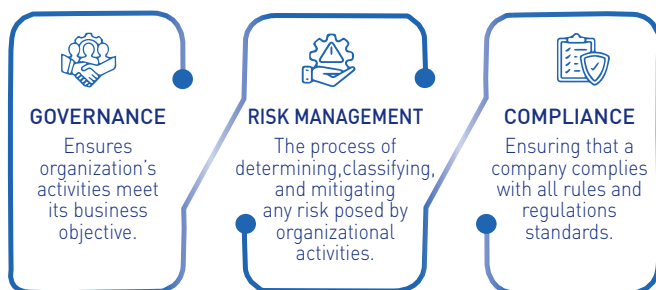 GOVERNANCE
Ensures
organization's
activities meet
its business
objective.
RISK MANAGEMENT
The process of
determining,classifying,
and mitigating
any risk posed by
organizational
activities.
COMPLIANCE
Ensuring that a
company complies
with all rules and
regulations
standards.